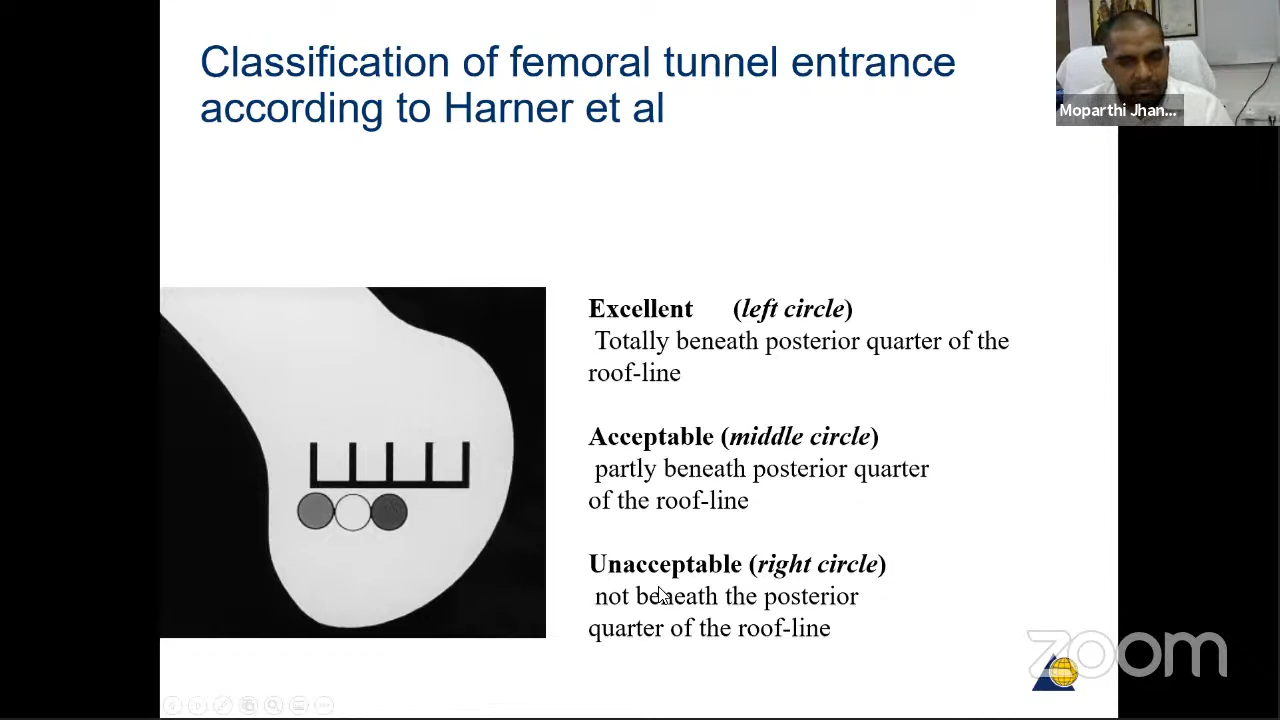 Classification of femoral tunnel entrance
according to Harner et al
Moparthi Jhan...
Excellent (left circle)
Totally beneath posterior quarter of the
roof-line
Acceptable (middle circle)
partly beneath posterior quarter
of the roof-line
Unacceptable (right circle)
not beneath the posterior
quarter of the roof-line
zoom